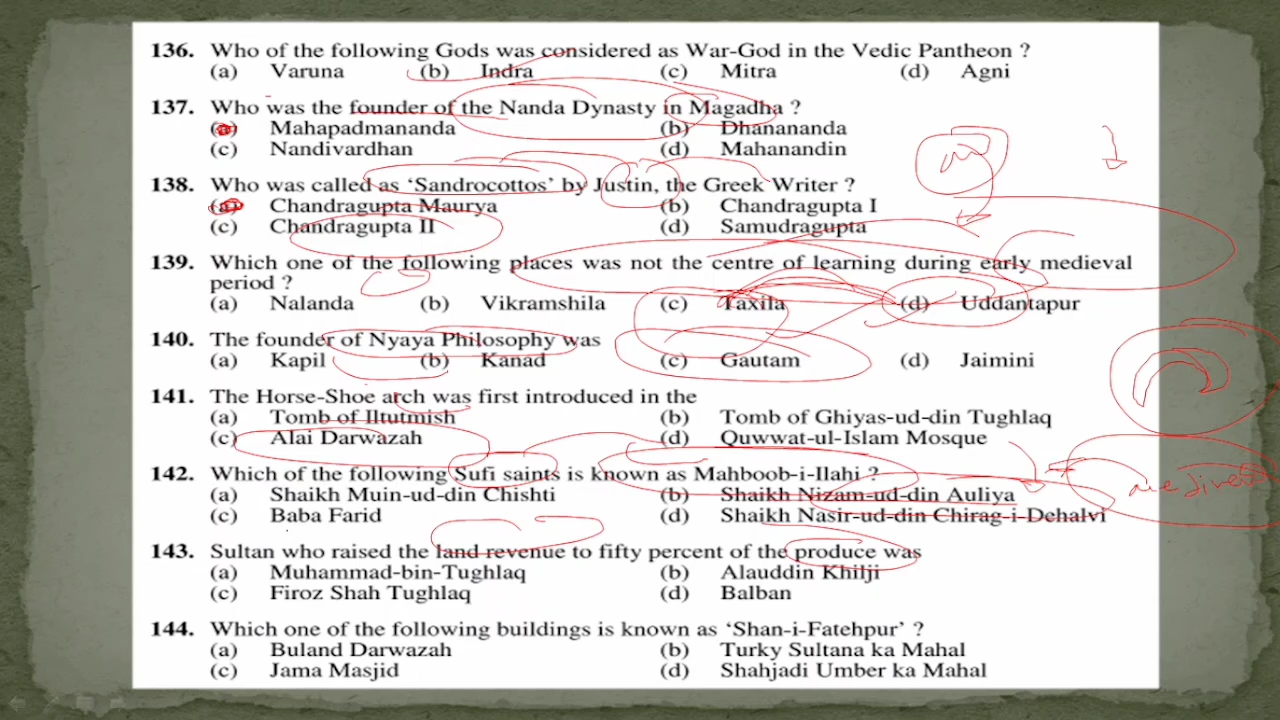 136. Who of the following Gods was considered as War-God in the Vedic Pantheon ?
(a) Varuna (b) Indra (c) Mitra (d) Agni
137. Who was the founder of the Nanda Dynasty in Magadha ?
(a) Mahapadmananda (b) Dhanananda
(c) Nandivardhan (d) Mahanandin
138. Who was called as ‘Sandrocottos’ by Justin, the Greek Writer ?
(a) Chandragupta Maurya (b) Chandragupta I
(c) Chandragupta II (d) Samudragupta
139. Which one of the following places was not the centre of learning during early medieval
period ?
(a) Nalanda (b) Vikramshila (c) Taxila (d) Uddantapur
140. The founder of Nyaya Philosophy was
(a) Kapil (b) Kanad (c) Gautam (d) Jaimini
141. The Horse-Shoe arch was first introduced in the
(a) Tomb of Iltutmish (b) Tomb of Ghiyas-ud-din Tughlaq
(c) Alai Darwazah (d) Quwwat-ul-Islam Mosque
142. Which of the following Sufi saints is known as Mahboob-i-Ilahi ?
(a) Shaikh Muin-ud-din Chishti (b) Shaikh Nizam-ud-din Auliya
(c) Baba Farid (d) Shaikh Nasir-ud-din Chirag-i-Dehalvi
143. Sultan who raised the land revenue to fifty percent of the produce was
(a) Muhammad-bin-Tughlaq (b) Alauddin Khilji
(c) Firoz Shah Tughlaq (d) Balban
144. Which one of the following buildings is known as ‘Shan-i-Fatehpur’ ?
(a) Buland Darwazah (b) Turky Sultana ka Mahal
(c) Jama Masjid (d) Shahjadi Umber ka Mahal